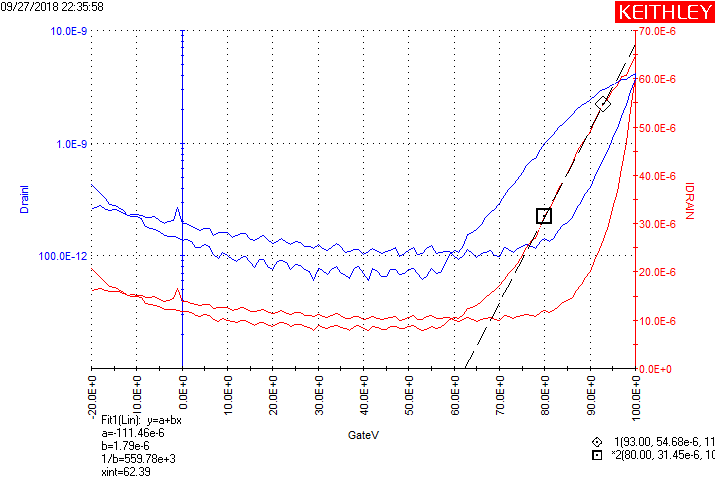 09/27/2018 22:35:58
KEITHLEY
10.0E-9
1.0E-9
100.0E-12
DrainI
70.0E-6
60.0E-6
50.0E-6
40.0E-6
30.0E-6
20.0E-6
10.0E-6
0.0E+0
IDRAIN
-20.0E+0
-10.0E+0
0.0E+0
10.0E+0
20.0E+0
30.0E+0
40.0E+0
50.0E+0
60.0E+0
70.0E+0
80.0E+0
90.0E+0
100.0E+0
GateV
Fit1(Lin): y=a+bx
a=-111.46e-6
b=1.79e-6
1/b=559.78e+3
xint=62.39
1(93.00, 54.68e-6, 11
*2(80.00, 31.45e-6, 10